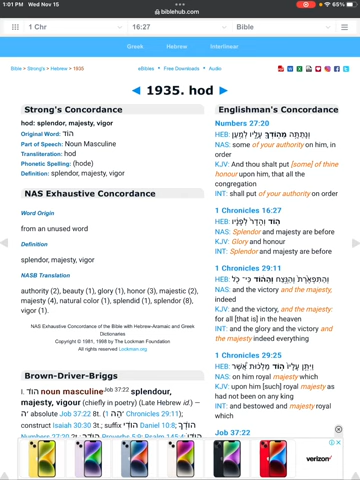 1:01 PM Wed Nov 15
biblehub.com
1 Chr
16:27
Bible
Greek Hebrew Interlinear
Bible > Strong's > Hebrew > 1935
eBibles • Free Downloads • Audio
◄ 1935. hod ►
Strong's Concordance
hod: splendor, majesty, vigor
Original Word: הוֹד
Part of Speech: Noun Masculine
Transliteration: hod
Phonetic Spelling: (hode)
Definition: splendor, majesty, vigor
NAS Exhaustive Concordance
Word Origin
from an unused word
Definition
splendor, majesty, vigor
NASB Translation
authority (2), beauty (1), glory (1), honor (3), majestic (2),
majesty (4), natural color (1), splendid (1), splendor (8),
vigor (1).
NAS Exhaustive Concordance of the Bible with Hebrew-Aramaic and Greek
Dictionaries
Copyright © 1981, 1998 by The Lockman Foundation
All rights reserved Lockman.org
Brown-Driver-Briggs
I. הוֹד noun masculine Job 37:22 splendour,
majesty, vigour (chiefly in poetry) (Late Hebrew id.) —
absolute Job 37:22 8t. (1 Chronicles 29:11);
construct Isaiah 30:30 3t.; suffix הוֹדִי Daniel 10:8;
Numbers 27:20 Proverbs 5:9; Psalm 145:4;
Englishman's Concordance
Numbers 27:20
HEB: וְנָתַתָּ֥ה מֵהֽוֹדְךָ֖ עָלָ֑יו לְמַ֣עַן
NAS: some of your authority on him, in
order
KJV: And thou shalt put [some] of thine
honour upon him, that all the
congregation
INT: shall put of your authority on order
1 Chronicles 16:27
HEB: ה֤וֹד וְהָדָר֙ לְפָנָ֔יו
NAS: Splendor and majesty are before
KJV: Glory and honour
INT: Splendor and majesty are before
1 Chronicles 29:11
HEB: וְהַתִּפְאֶ֙רֶת֙ וְהַנֵּ֣צַח וְהַה֔וֹד כִּי־ כֹ֖ל
NAS: and the victory and the majesty,
indeed
KJV: and the victory, and the majesty:
for all [that is] in the heaven
INT: and the glory and the victory and
the majesty indeed everything
1 Chronicles 29:25
HEB: וַיִּתֵּ֤ן עָלָיו֙ ה֣וֹד מַלְכ֔וּת אֲשֶׁ֗ר
NAS: on him royal majesty which
KJV: upon him [such] royal majesty as
had not been on any king
INT: and bestowed and majesty royal
which
Job 37:22